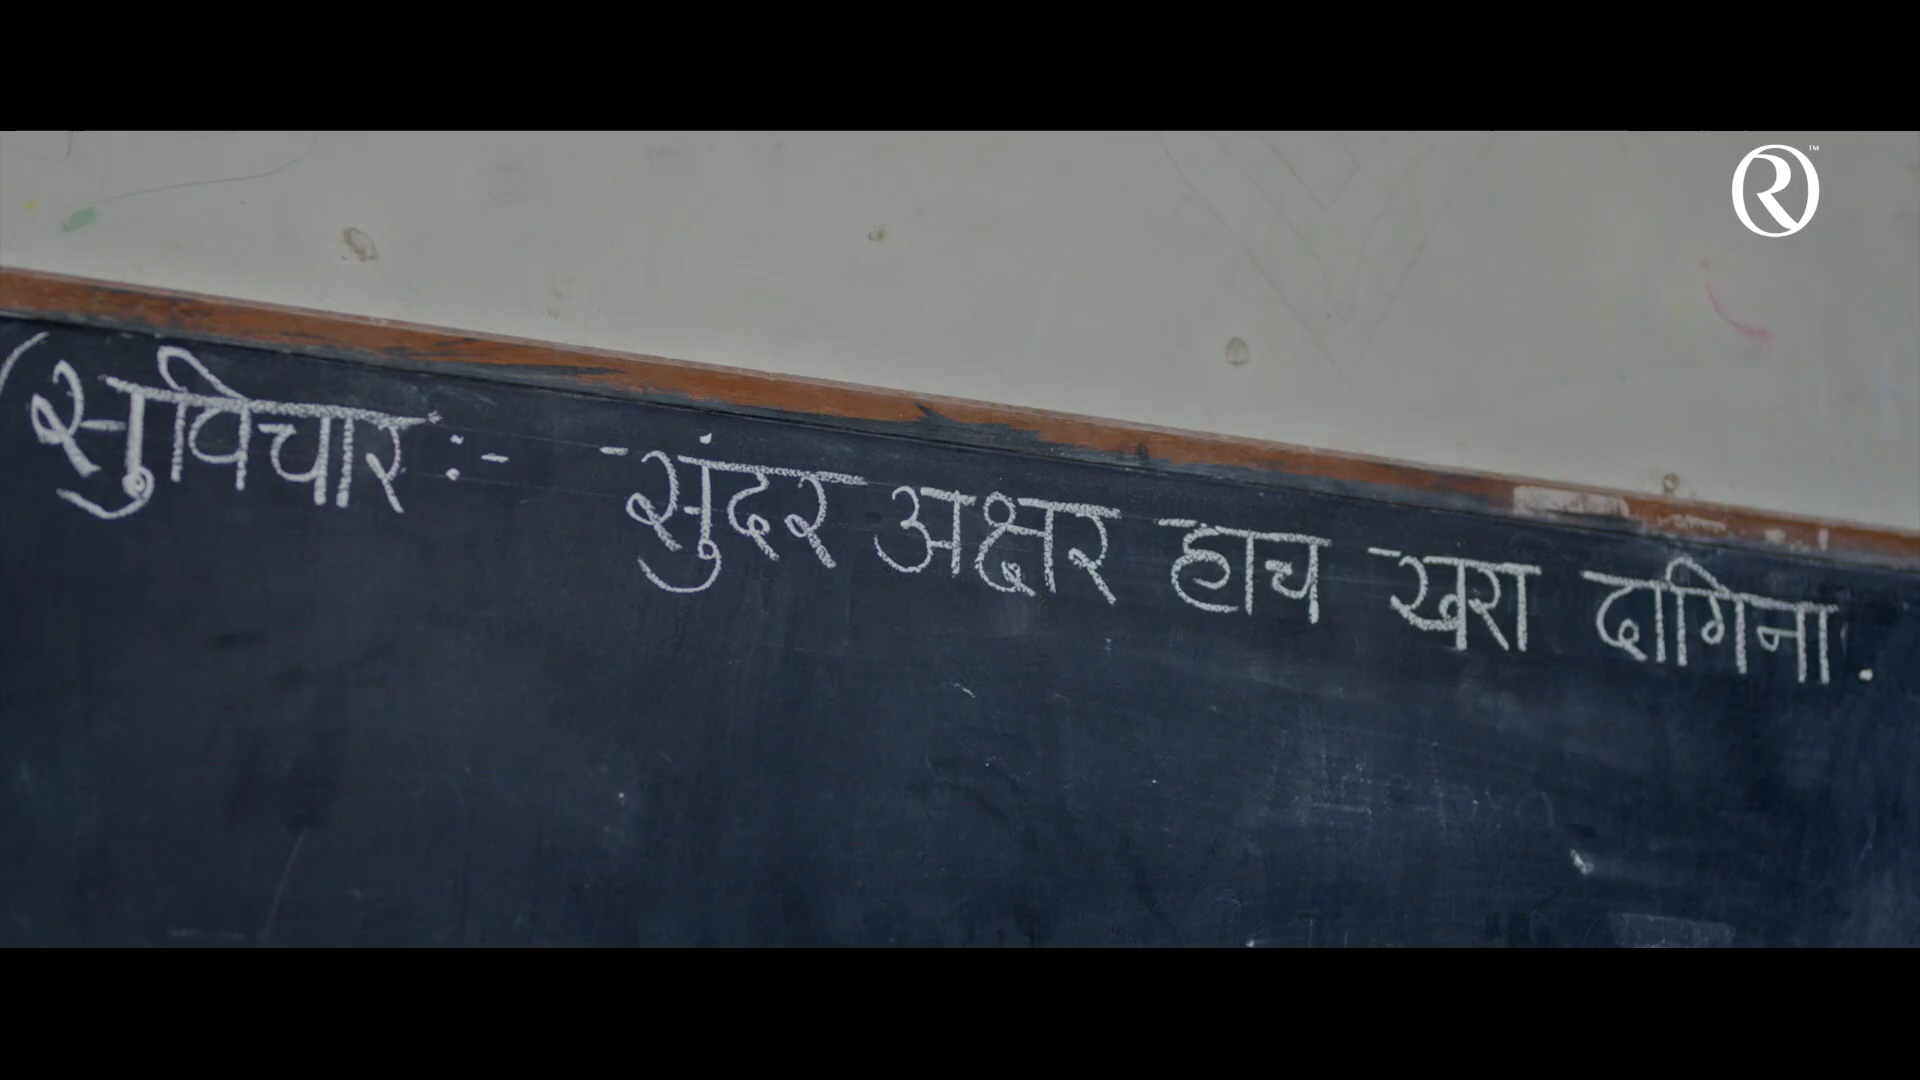 सुविचार :- सुंदर अक्षर हाच खरा दागिना.